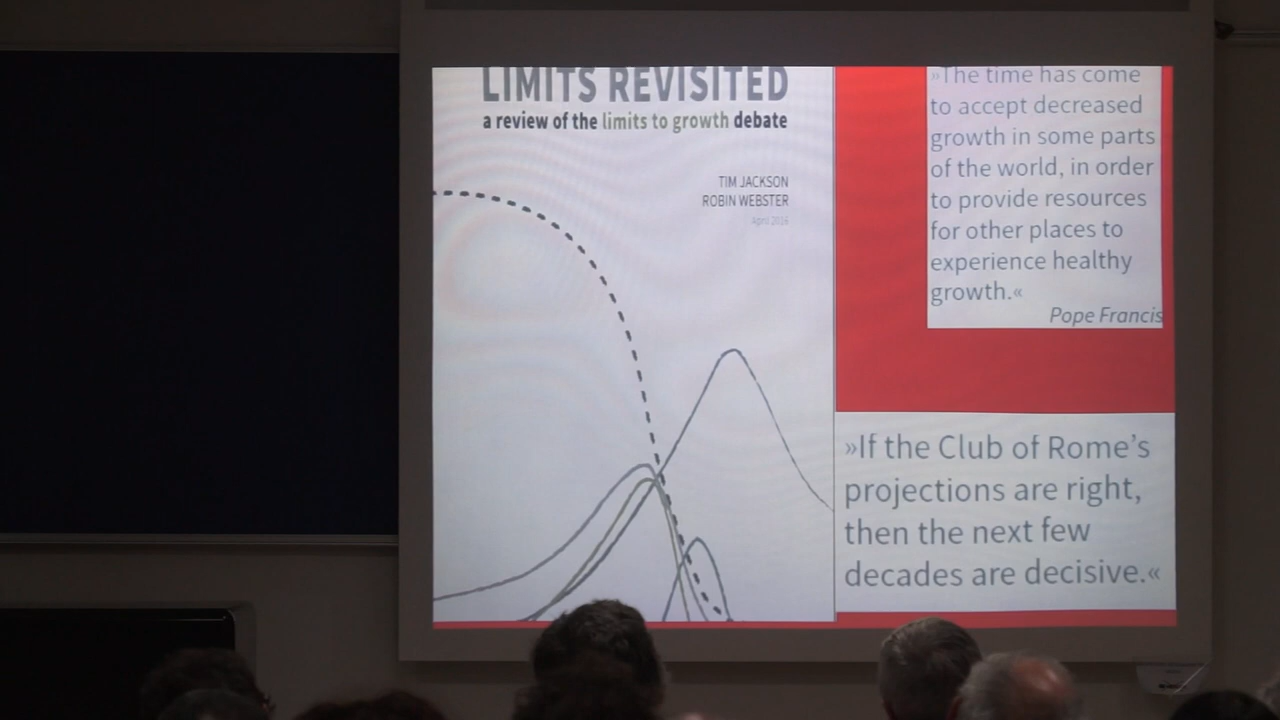 LIMITS REVISITED
a review of the limits to growth debate
TIM JACKSON
ROBIN WEBSTER
April 2016
»The time has come
to accept decreased
growth in some parts
of the world, in order
to provide resources
for other places to
experience healthy
growth.«
Pope Francis
»If the Club of Rome’s
projections are right,
then the next few
decades are decisive.«